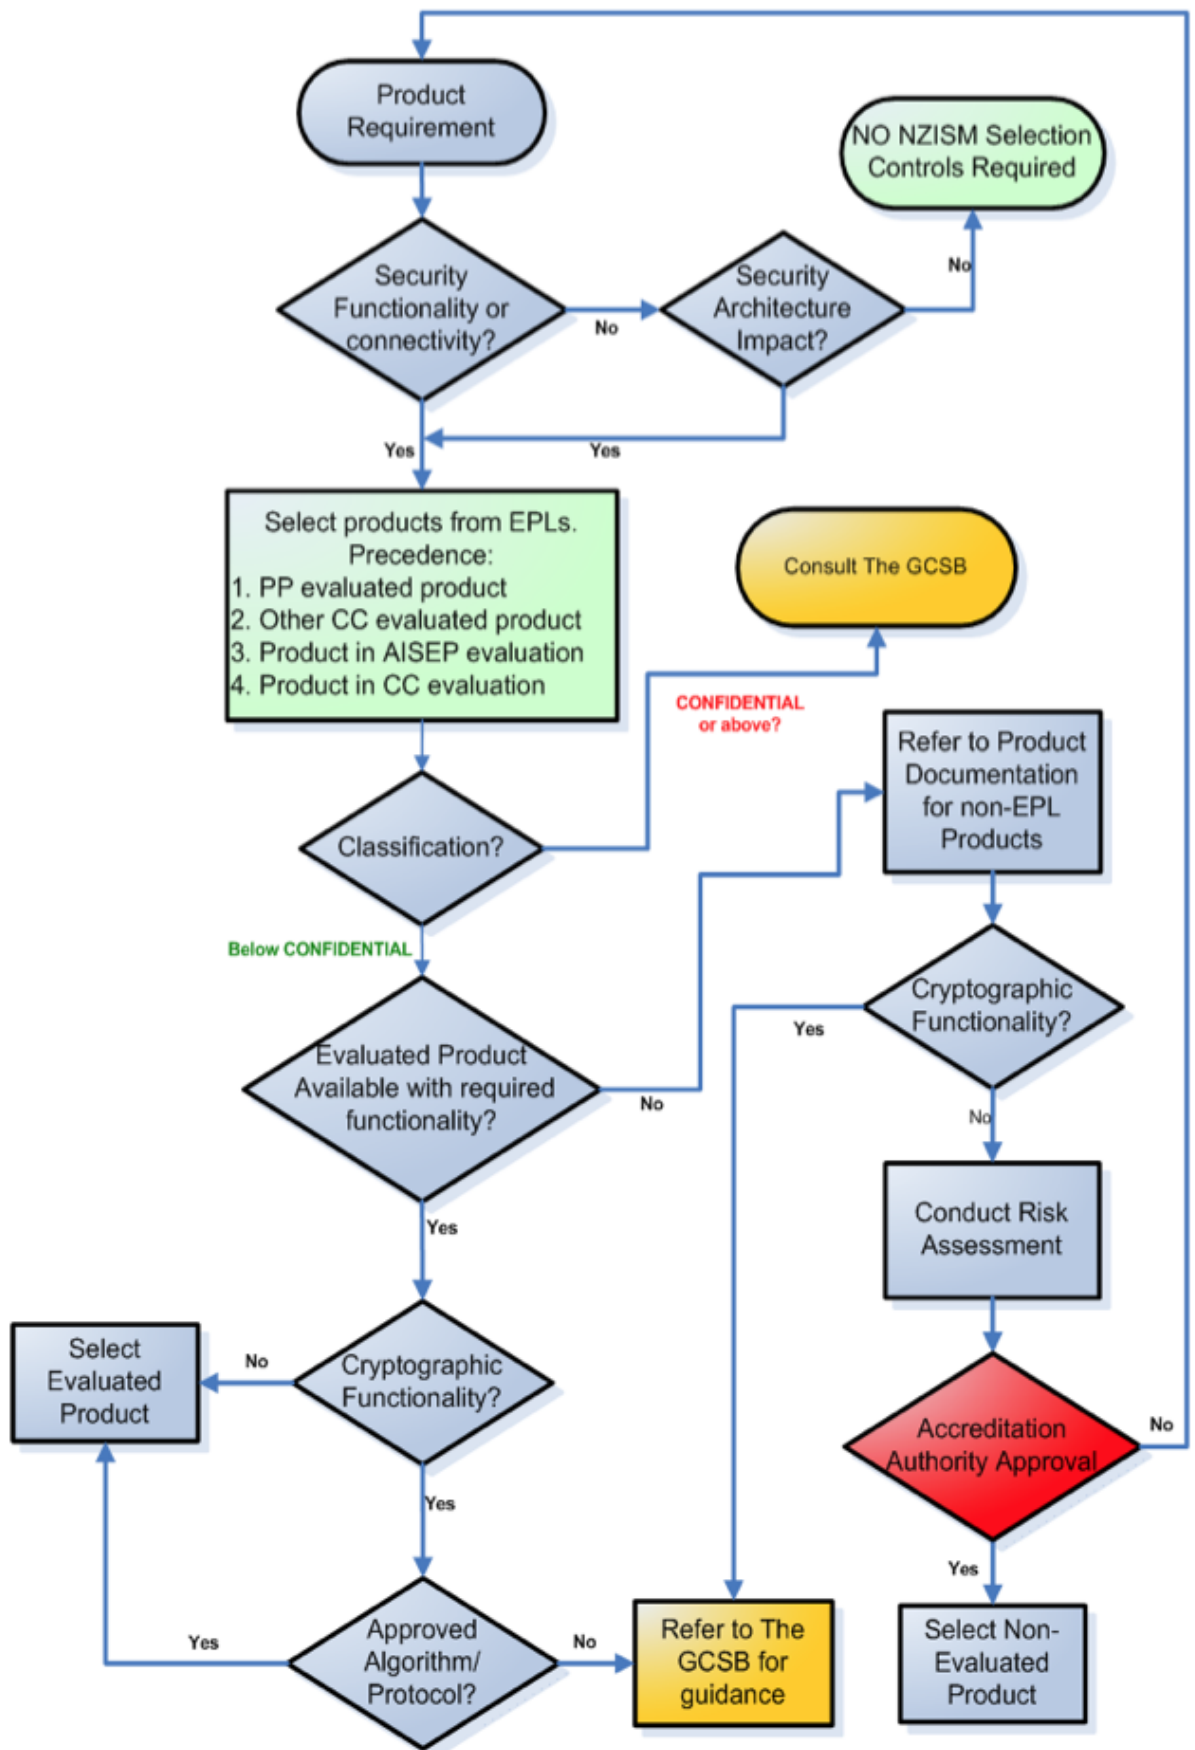 Product
Requirement
NO NZISM Selection
Controls Required
Security
Functionality or
connectivity?
No
Security
Architecture
Impact?
No
Yes
Yes
Select products from EPLs.
Precedence:
1. PP evaluated product
2. Other CC evaluated product
3. Product in AISEP evaluation
4. Product in CC evaluation
Consult The GCSB
CONFIDENTIAL
or above?
Classification?
Below CONFIDENTIAL
Refer to Product
Documentation
for non-EPL
Products
Evaluated Product
Available with required
functionality?
No
Yes
Cryptographic
Functionality?
Yes
No
Conduct Risk
Assessment
Select
Evaluated
Product
No
Cryptographic
Functionality?
Yes
Accreditation
Authority Approval
No
Yes
Yes
Approved
Algorithm/
Protocol?
No
Refer to The
GCSB for
guidance
Select Non-
Evaluated
Product